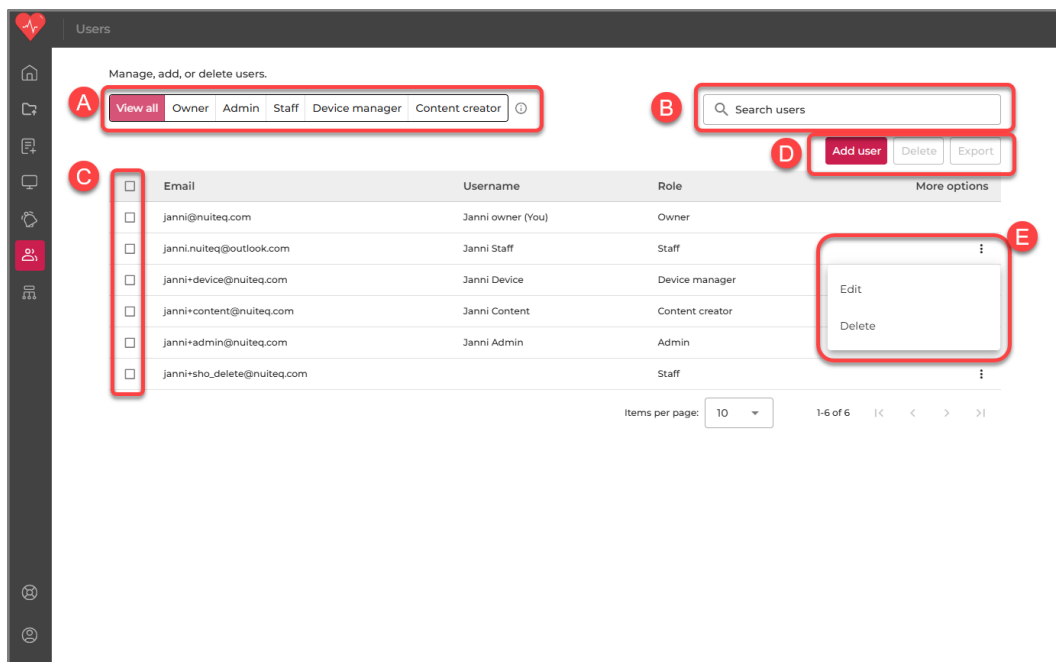 Users
Manage, add, or delete users.
A
View all Owner Admin Staff Device manager Content creator
B
Search users
D
Add user Delete Export
C
Email Username Role More options
janni@nuiteq.com Janni owner (You) Owner
E
janni.nuiteq@outlook.com Janni Staff Staff
janni+device@nuiteq.com Janni Device Device manager
Edit
janni+content@nuiteq.com Janni Content Content creator
Delete
janni+admin@nuiteq.com Janni Admin Admin
janni+sho_delete@nuiteq.com Staff
Items per page: 10 1-6 of 6